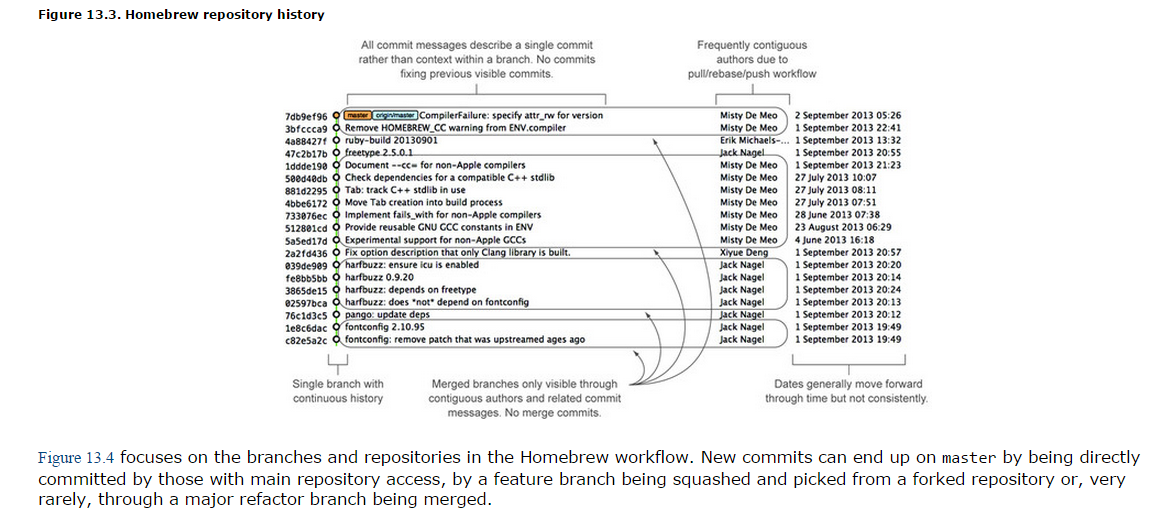 Figure 13.3. Homebrew repository history
All commit messages describe a single commit
rather than context within a branch. No commits
fixing previous visible commits.
Frequently contiguous
authors due to
pull/rebase/push workflow
7db9ef96 master origin/master CompilerFailure: specify attr_rw for version Misty De Meo 2 September 2013 05:26
3bfccca9 Remove HOMEBREW_CC warning from ENV.compiler Misty De Meo 1 September 2013 22:41
4a88427f ruby-build 20130901 Erik Michaels-... 1 September 2013 13:32
47c2b17b freetype 2.5.0.1 Jack Nagel 1 September 2013 20:55
1ddde190 Document --cc= for non-Apple compilers Misty De Meo 1 September 2013 21:23
500d40db Check dependencies for a compatible C++ stdlib Misty De Meo 27 July 2013 10:07
881d2295 Tab: track C++ stdlib in use Misty De Meo 27 July 2013 08:11
4bbe6172 Move Tab creation into build process Misty De Meo 27 July 2013 07:51
733076ec Implement fails_with for non-Apple compilers Misty De Meo 28 June 2013 07:38
512801cd Provide reusable GNU GCC constants in ENV Misty De Meo 23 August 2013 06:29
5a5ed17d Experimental support for non-Apple GCCs Misty De Meo 4 June 2013 16:18
2a2fd436 Fix option description that only Clang library is built. Xiyue Deng 1 September 2013 20:57
039de909 harfbuzz: ensure icu is enabled Jack Nagel 1 September 2013 20:20
fe8bb5bb harfbuzz 0.9.20 Jack Nagel 1 September 2013 20:14
3865de15 harfbuzz: depends on freetype Jack Nagel 1 September 2013 20:24
02597bca harfbuzz: does *not* depend on fontconfig Jack Nagel 1 September 2013 20:13
76c1d3c5 pango: update deps Jack Nagel 1 September 2013 20:12
1e8c6dac fontconfig 2.10.95 Jack Nagel 1 September 2013 19:49
c82e5a2c fontconfig: remove patch that was upstreamed ages ago Jack Nagel 1 September 2013 19:49
Single branch with
continuous history
Merged branches only visible through
contiguous authors and related commit
messages. No merge commits.
Dates generally move forward
through time but not consistently.
Figure 13.4 focuses on the branches and repositories in the Homebrew workflow. New commits can end up on master by being directly
committed by those with main repository access, by a feature branch being squashed and picked from a forked repository or, very
rarely, through a major refactor branch being merged.